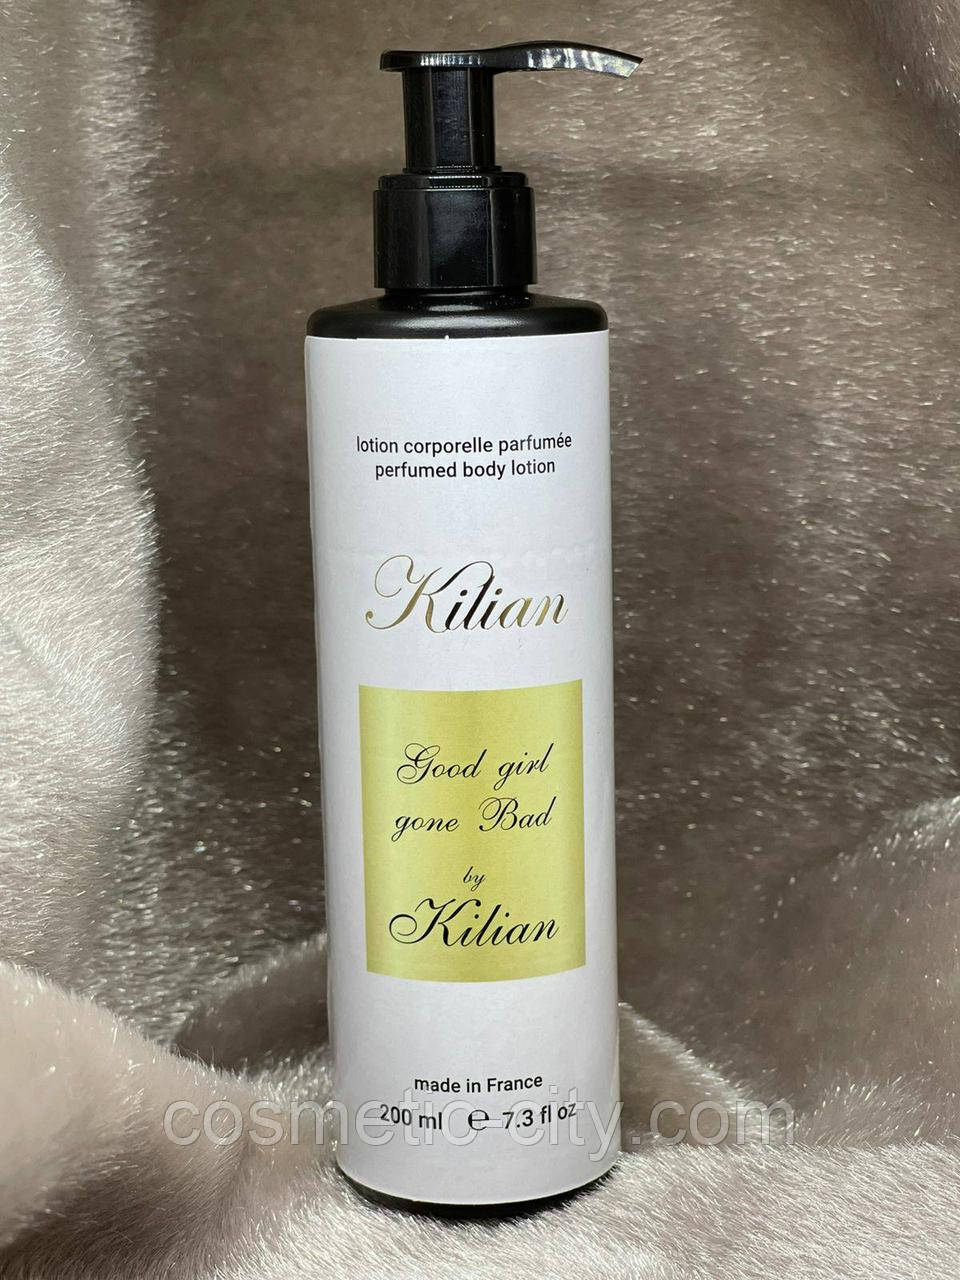 lotion corporelle parfumée
perfumed body lotion
Kilian
Good girl
gone Bad
by
Kilian
made in France
200 ml ℮ 7.3 fl oz
cosmetic-city.com